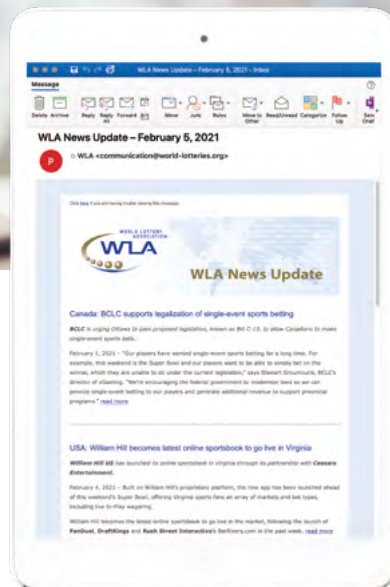 WLA News Update – February 5, 2021 - Inbox
Message
Delete Archive Reply Reply All Forward Move Junk Rules Move to Other Read/Unread Categorize Follow Up
WLA News Update – February 5, 2021
P
WLA <communication@world-lotteries.org>
Click here if you are having trouble viewing this message.
WORLD LOTTERY
ASSOCIATION
WLA
WLA News Update
Canada: BCLC supports legalization of single-event sports betting
BCLC is urging Ottawa to pass proposed legislation, known as Bill C-13, to allow Canadians to make
single-event sports bets.
February 1, 2021 – "Our players have wanted single-event sports betting for a long time. For
example, this weekend is the Super Bowl and our players want to be able to simply bet on the
winner, which they are unable to do under the current legislation," says Stewart Groumoutis, BCLC's
director of eGaming. "We're encouraging the federal government to modernize laws so we can
provide single-event betting to our players and generate additional revenue to support provincial
programs." read more
USA: William Hill becomes latest online sportsbook to go live in Virginia
William Hill US has launched its online sportsbook in Virginia through its partnership with Caesars
Entertainment.
February 4, 2021 – Built on William Hill's proprietary platform, the new app has been launched ahead
of this weekend's Super Bowl, offering Virginia sports fans an array of markets and bet types,
including live In-Play wagering.
William Hill becomes the latest online sportsbook to go live in the market, following the launch of
FanDuel, DraftKings and Rush Street Interactive's BetRivers.com in the past week. read more